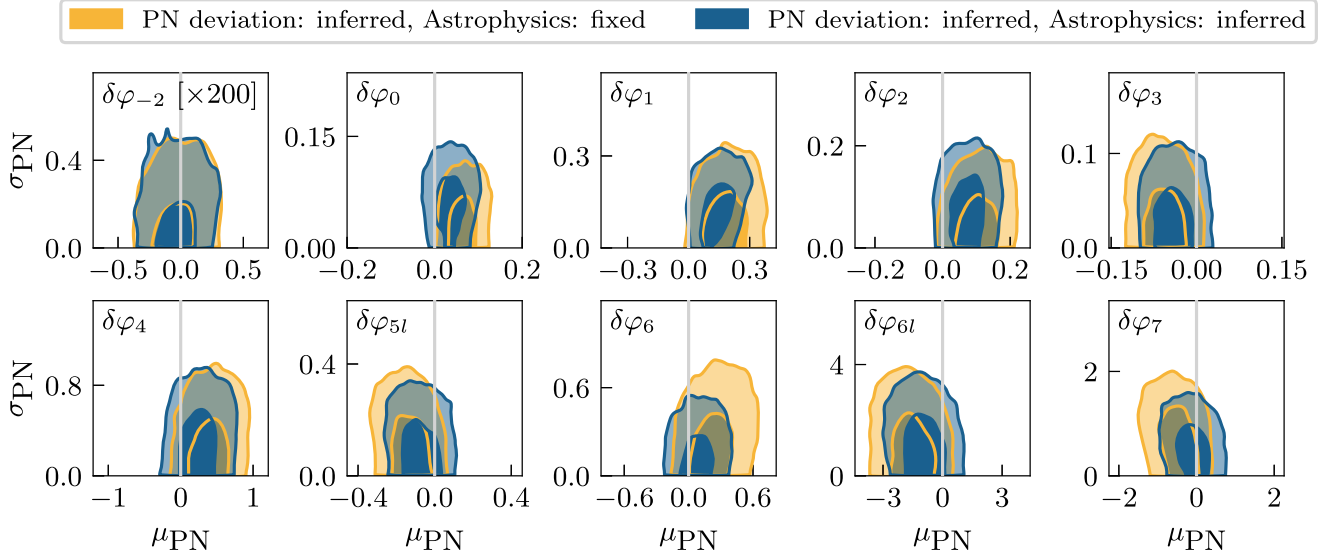 PN deviation: inferred, Astrophysics: fixed
PN deviation: inferred, Astrophysics: inferred
σPN
δφ−2 [×200]
0.4
0.0
−0.5 0.0 0.5
δφ0
0.15
0.00
−0.2 0.0 0.2
δφ1
0.3
0.0
−0.3 0.0 0.3
δφ2
0.2
0.0
−0.2 0.0 0.2
δφ3
0.1
0.0
−0.15 0.00 0.15
σPN
δφ4
0.8
0.0
−1 0 1
μPN
δφ5l
0.4
0.0
−0.4 0.0 0.4
μPN
δφ6
0.6
0.0
−0.6 0.0 0.6
μPN
δφ6l
4
0
−3 0 3
μPN
δφ7
2
0
−2 0 2
μPN